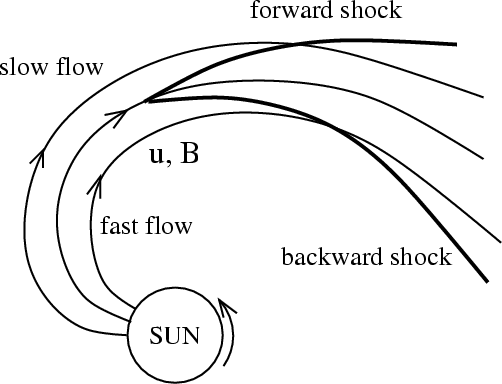 forward shock
slow flow
u, B
fast flow
backward shock
SUN